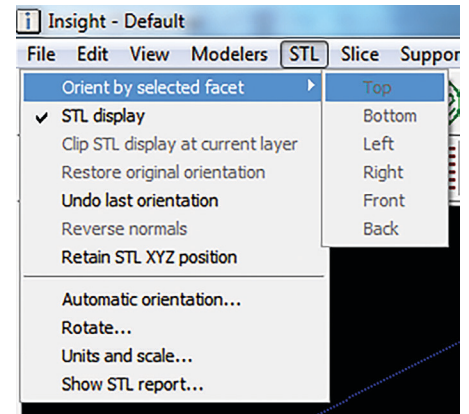 Insight - Default
File Edit View Modelers STL Slice
Orient by selected facet Top
STL display Bottom
Clip STL display at current layer Left
Restore original orientation Right
Undo last orientation Front
Reverse normals Back
Retain STL XYZ position
Automatic orientation...
Rotate...
Units and scale...
Show STL report...